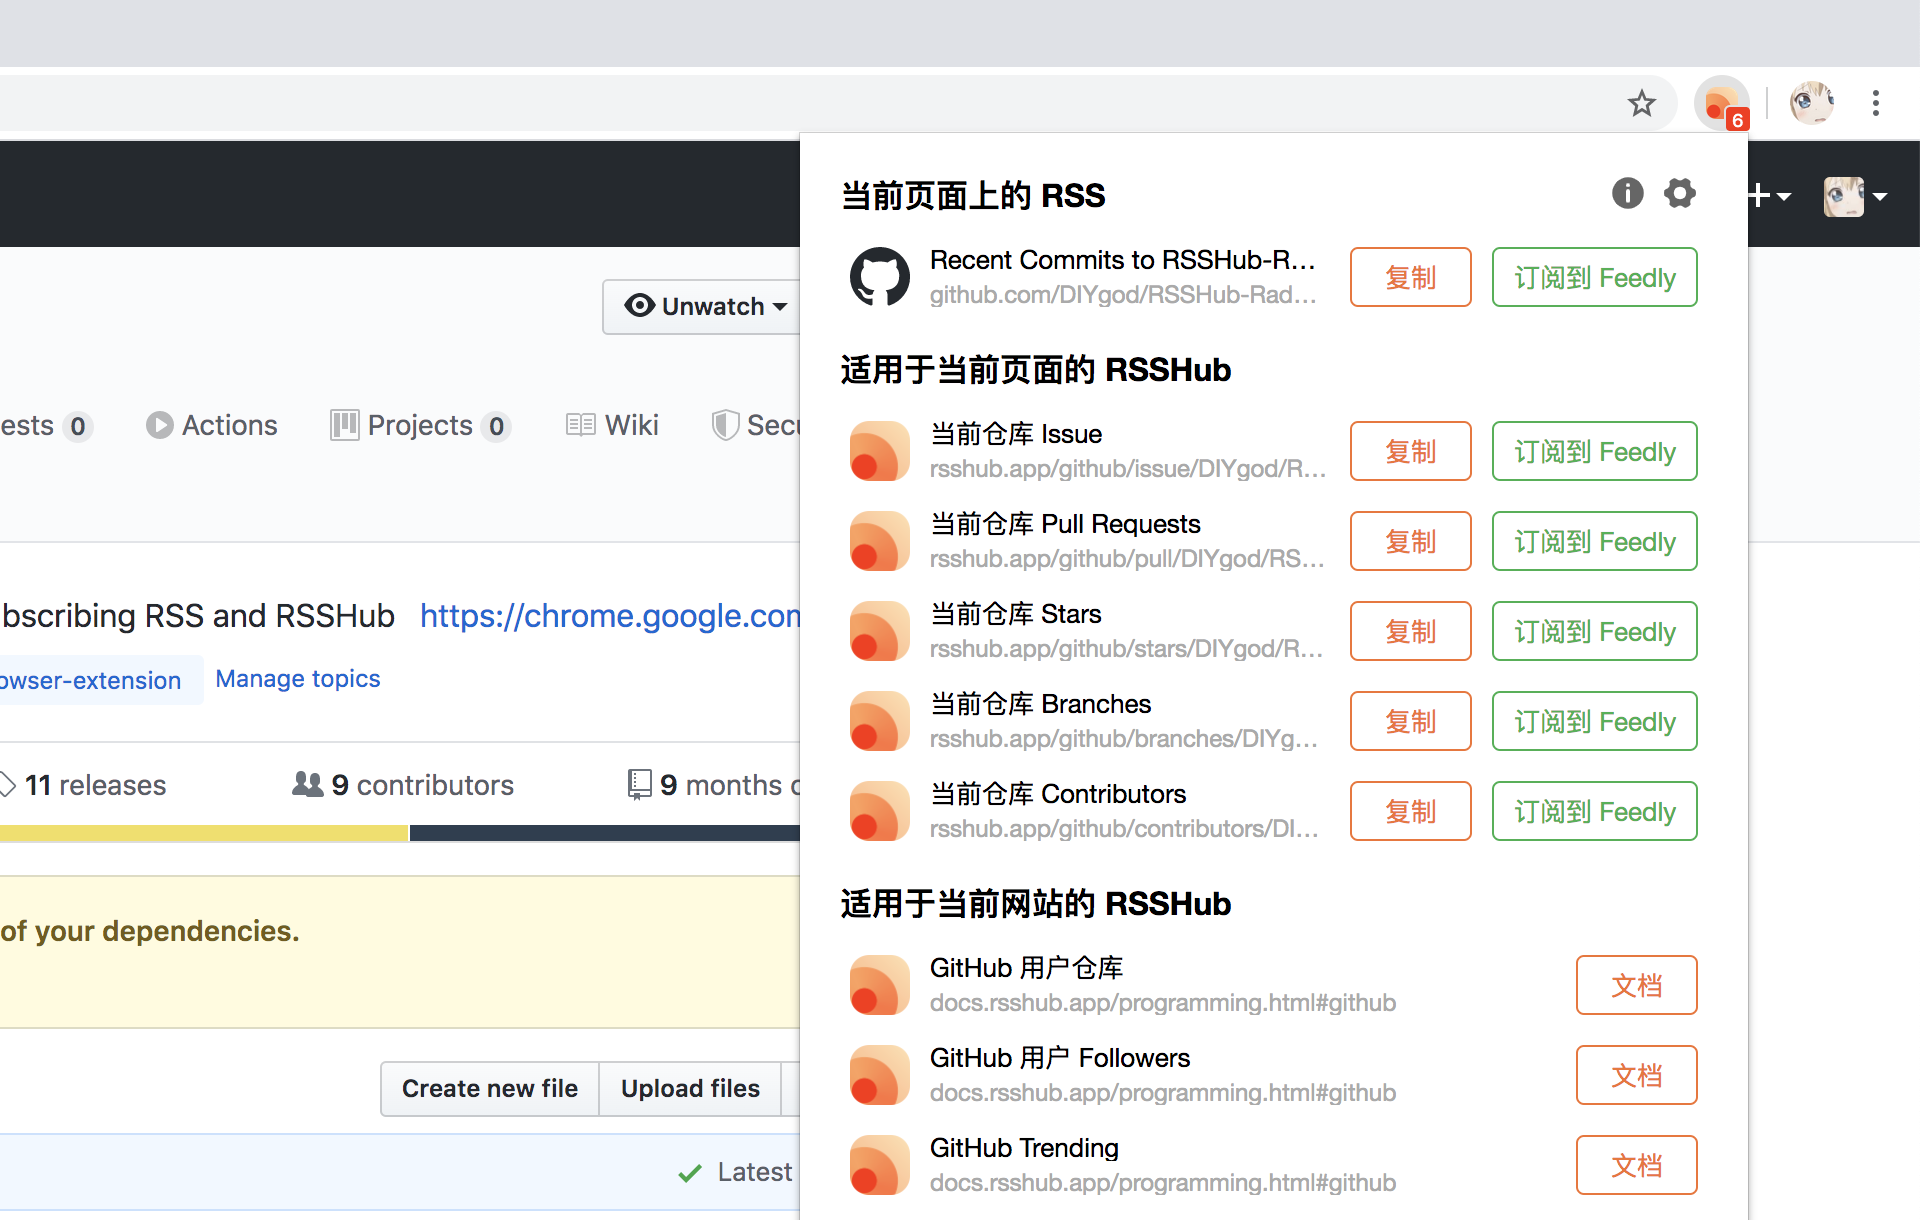 6
当前页面上的 RSS
Recent Commits to RSSHub-R...
github.com/DIYgod/RSSHub-Rad...
复制
订阅到 Feedly
Unwatch
适用于当前页面的 RSSHub
ests 0
Actions
Projects 0
Wiki
Secu
当前仓库 Issue
rsshub.app/github/issue/DIYgod/R...
复制
订阅到 Feedly
当前仓库 Pull Requests
rsshub.app/github/pull/DIYgod/RS...
复制
订阅到 Feedly
bscribing RSS and RSSHub https://chrome.google.com
当前仓库 Stars
rsshub.app/github/stars/DIYgod/R...
复制
订阅到 Feedly
owser-extension
Manage topics
当前仓库 Branches
rsshub.app/github/branches/DIYg...
复制
订阅到 Feedly
11 releases
9 contributors
9 months
当前仓库 Contributors
rsshub.app/github/contributors/DI...
复制
订阅到 Feedly
适用于当前网站的 RSSHub
of your dependencies.
GitHub 用户仓库
docs.rsshub.app/programming.html#github
文档
Create new file
Upload files
GitHub 用户 Followers
docs.rsshub.app/programming.html#github
文档
Latest
GitHub Trending
docs.rsshub.app/programming.html#github
文档